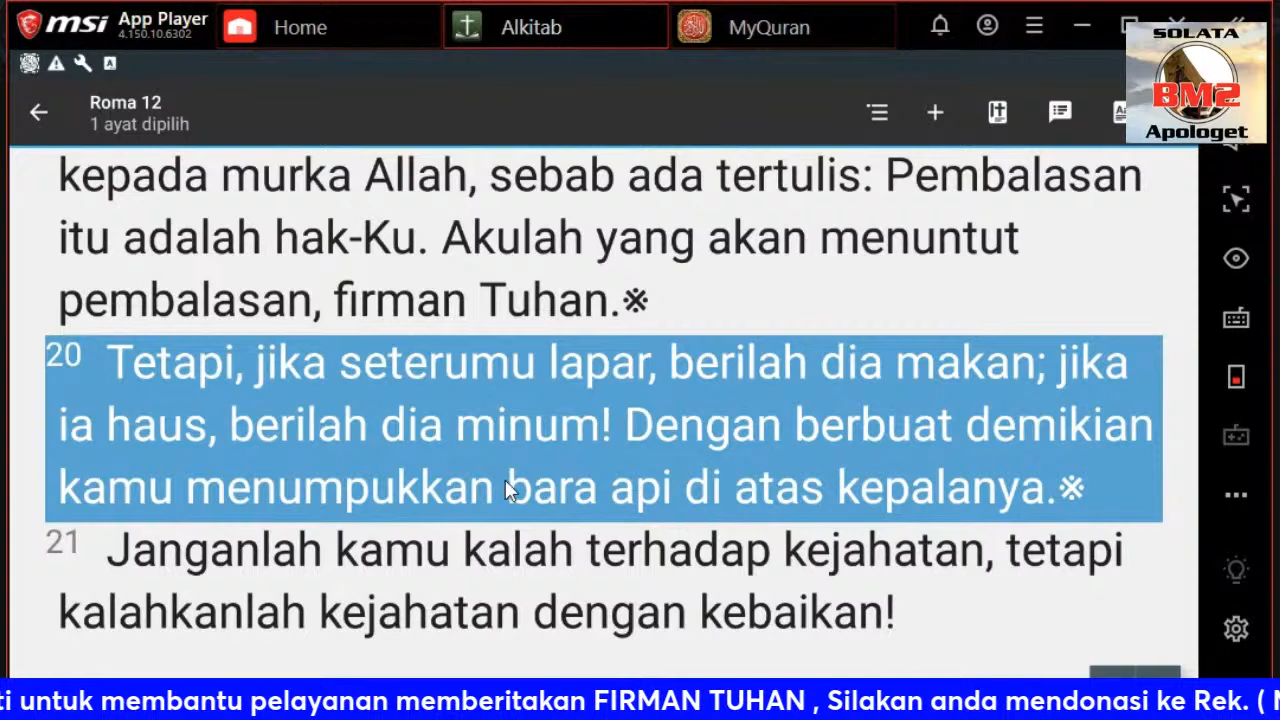 msi App Player
4.150.10.6302
Home
Alkitab
MyQuran
SOLATA
BM2
Apologet
Roma 12
1 ayat dipilih
kepada murka Allah, sebab ada tertulis: Pembalasan
itu adalah hak-Ku. Akulah yang akan menuntut
pembalasan, firman Tuhan.※
20 Tetapi, jika seterumu lapar, berilah dia makan; jika
ia haus, berilah dia minum! Dengan berbuat demikian
kamu menumpukkan bara api di atas kepalanya.※
21 Janganlah kamu kalah terhadap kejahatan, tetapi
kalahkanlah kejahatan dengan kebaikan!
ti untuk membantu pelayanan memberitakan FIRMAN TUHAN , Silakan anda mendonasi ke Rek. (